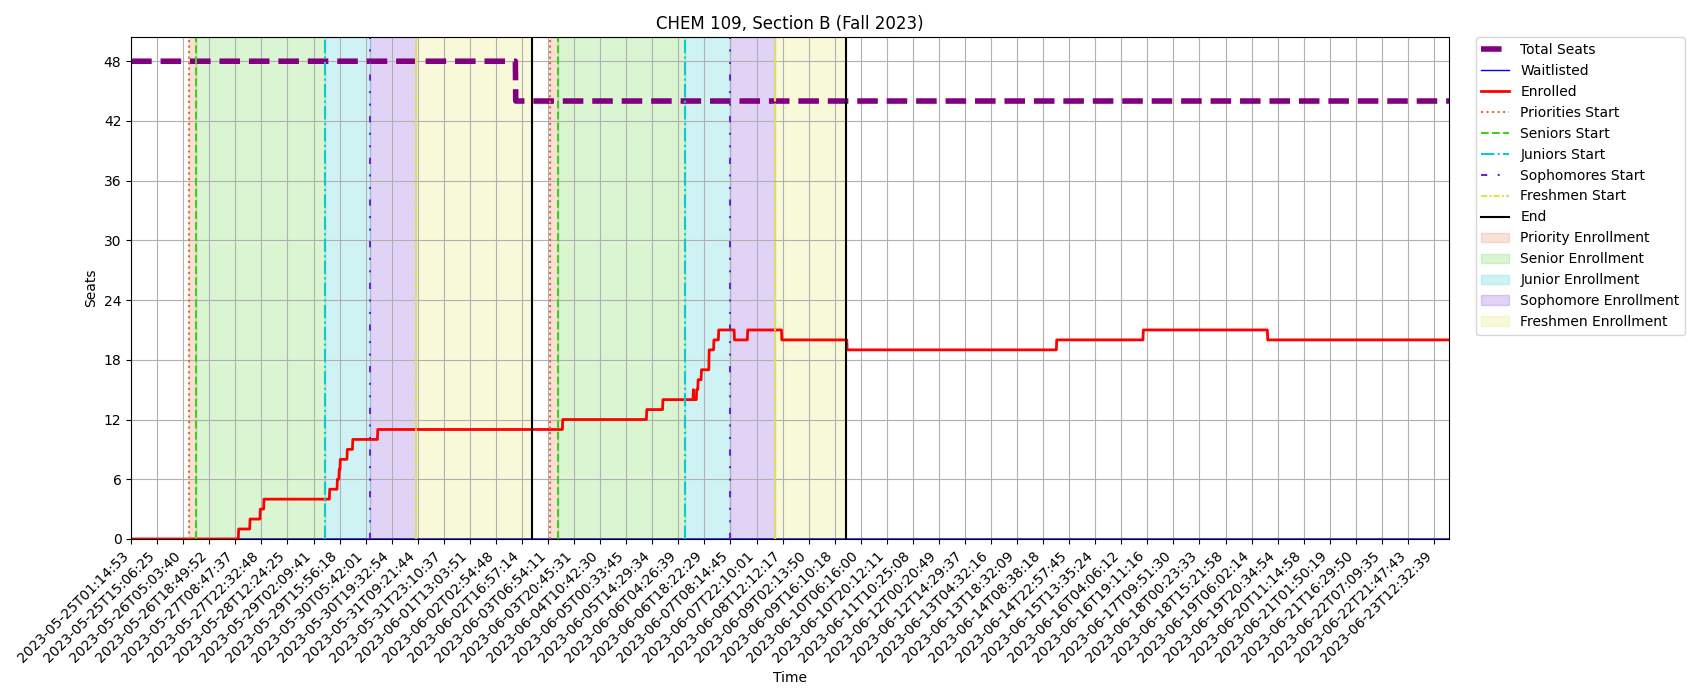 CHEM 109, Section B (Fall 2023)
Seats
48
42
36
30
24
18
12
6
0
2023-05-25T01:14:53
2023-05-25T15:06:25
2023-05-26T05:03:40
2023-05-26T18:49:52
2023-05-27T08:47:37
2023-05-27T22:32:48
2023-05-28T12:24:25
2023-05-29T02:09:41
2023-05-29T15:56:18
2023-05-30T05:42:01
2023-05-30T19:32:54
2023-05-31T09:21:44
2023-05-31T23:10:37
2023-06-01T13:03:51
2023-06-02T02:54:48
2023-06-02T16:57:14
2023-06-03T06:54:11
2023-06-03T20:45:31
2023-06-04T10:42:30
2023-06-05T00:33:45
2023-06-05T14:29:34
2023-06-06T04:26:39
2023-06-06T18:22:29
2023-06-07T08:14:45
2023-06-07T22:10:01
2023-06-08T12:12:17
2023-06-09T02:13:50
2023-06-09T16:10:18
2023-06-10T06:16:00
2023-06-10T20:12:11
2023-06-11T10:25:08
2023-06-12T00:20:49
2023-06-12T14:29:37
2023-06-13T04:32:16
2023-06-13T18:32:09
2023-06-14T08:38:18
2023-06-14T22:57:45
2023-06-15T13:35:24
2023-06-16T04:06:12
2023-06-16T19:11:16
2023-06-17T09:51:30
2023-06-18T00:23:33
2023-06-18T15:21:58
2023-06-19T06:02:14
2023-06-19T20:34:54
2023-06-20T11:14:58
2023-06-21T01:50:19
2023-06-21T16:29:50
2023-06-22T07:09:35
2023-06-22T21:47:43
2023-06-23T12:32:39
Time
Total Seats
Waitlisted
Enrolled
Priorities Start
Seniors Start
Juniors Start
Sophomores Start
Freshmen Start
End
Priority Enrollment
Senior Enrollment
Junior Enrollment
Sophomore Enrollment
Freshmen Enrollment